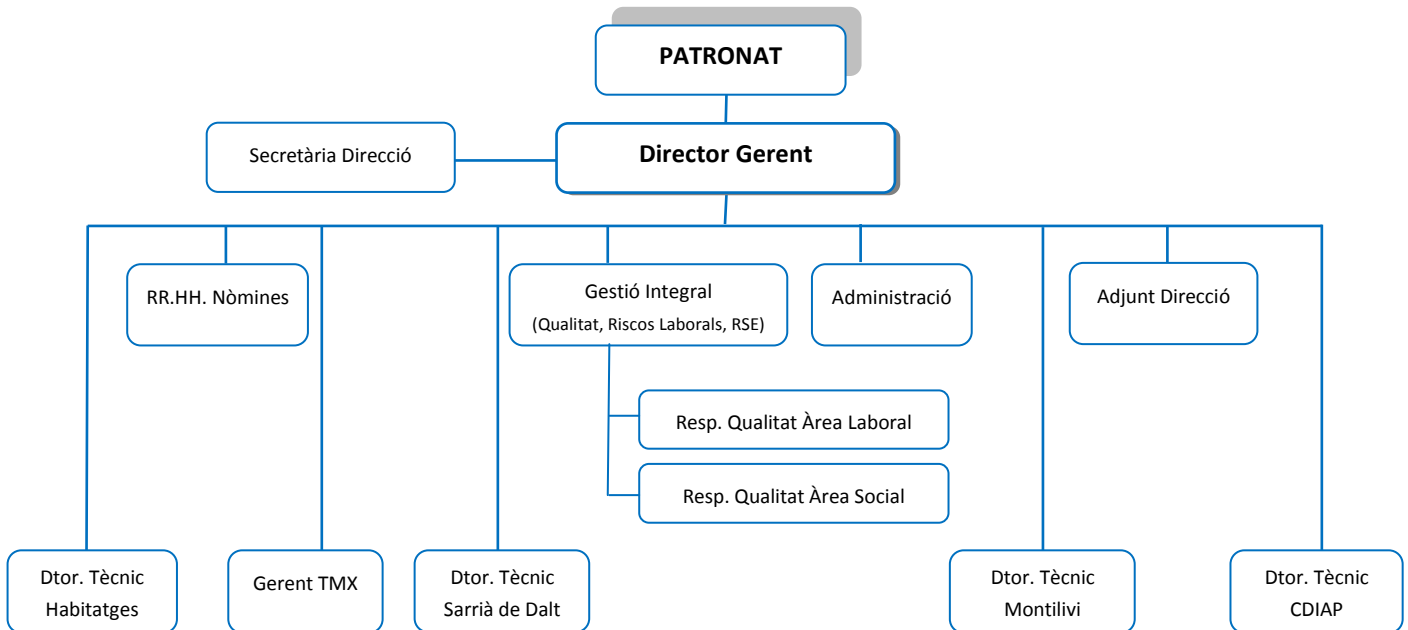 PATRONAT
Secretària Direcció
Director Gerent
RR.HH. Nòmines
Gestió Integral
(Qualitat, Riscos Laborals, RSE)
Administració
Adjunt Direcció
Resp. Qualitat Àrea Laboral
Resp. Qualitat Àrea Social
Dtor. Tècnic
Habitatges
Gerent TMX
Dtor. Tècnic
Sarrià de Dalt
Dtor. Tècnic
Montilivi
Dtor. Tècnic
CDIAP